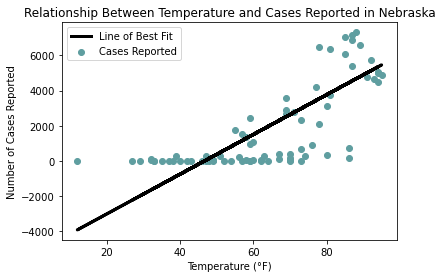 Relationship Between Temperature and Cases Reported in Nebraska
Line of Best Fit
Cases Reported
Number of Cases Reported
6000
4000
2000
0
−2000
−4000
20
40
60
80
Temperature (°F)